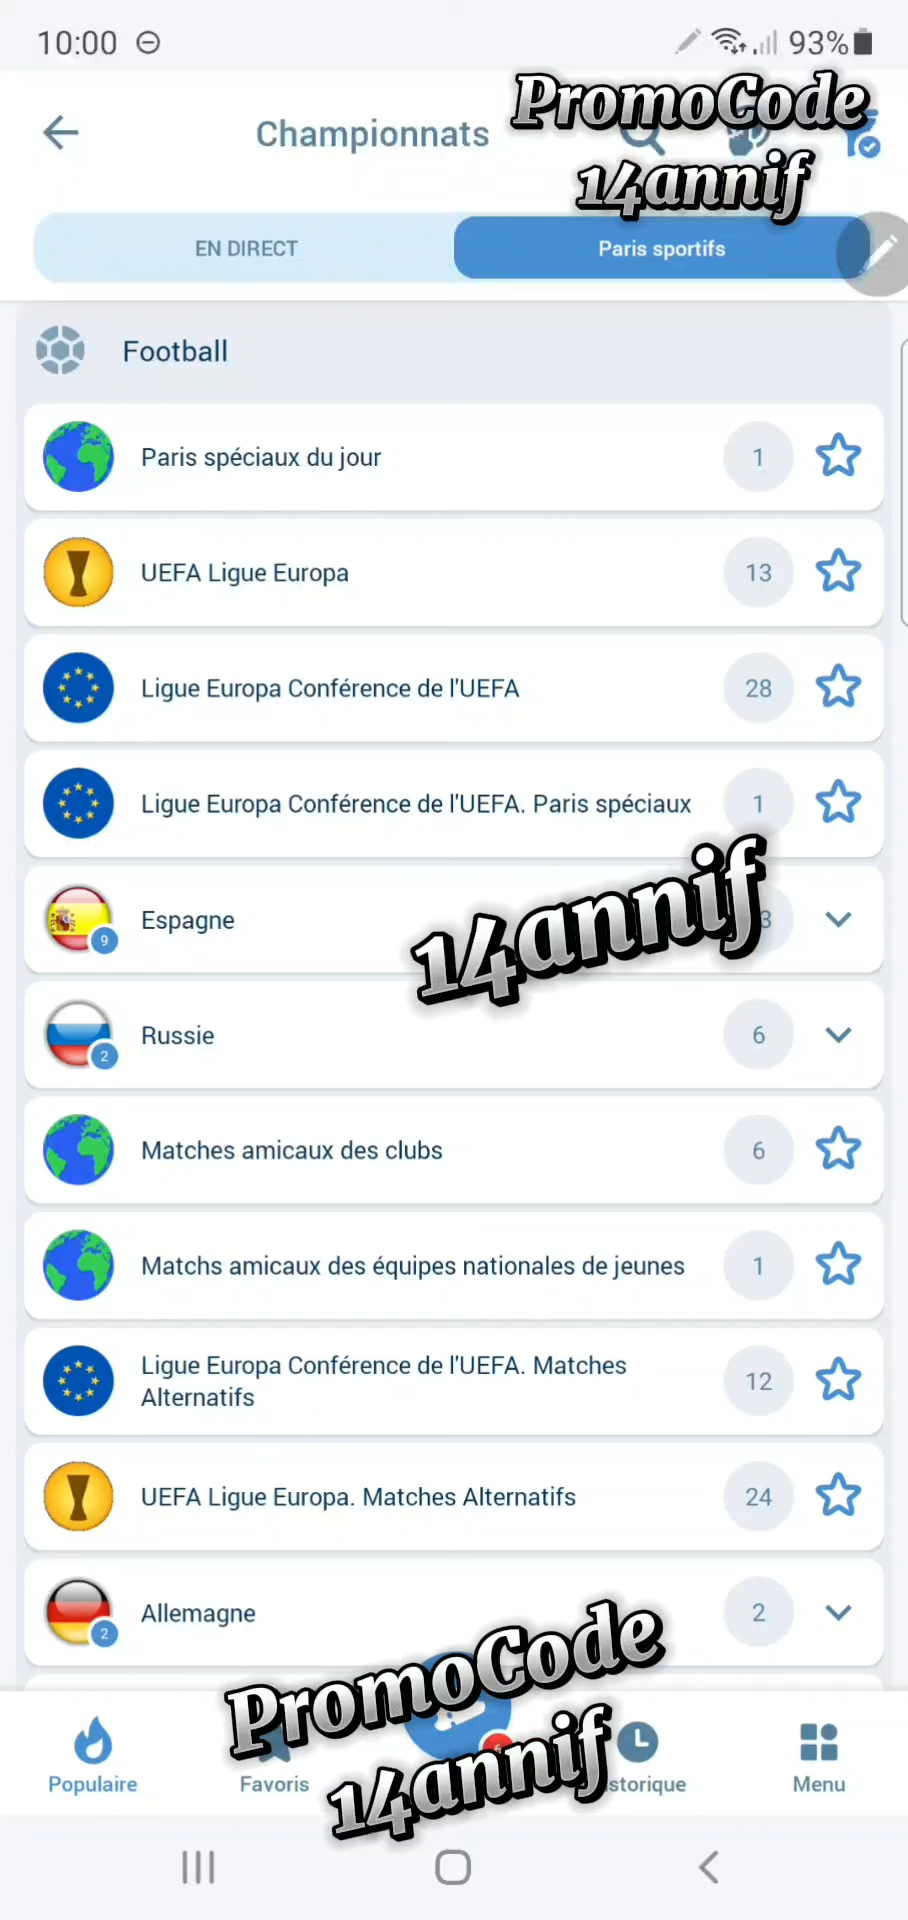 10:00
93%
PromoCode
14annif
Championnats
EN DIRECT
Paris sportifs
Football
Paris spéciaux du jour
1
UEFA Ligue Europa
13
Ligue Europa Conférence de l'UEFA
28
Ligue Europa Conférence de l'UEFA. Paris spéciaux
1
14annif
9
Espagne
2
Russie
6
Matches amicaux des clubs
6
Matchs amicaux des équipes nationales de jeunes
1
Ligue Europa Conférence de l'UEFA. Matches
Alternatifs
12
UEFA Ligue Europa. Matches Alternatifs
24
2
Allemagne
2
PromoCode
14annif
Populaire
Favoris
Menu